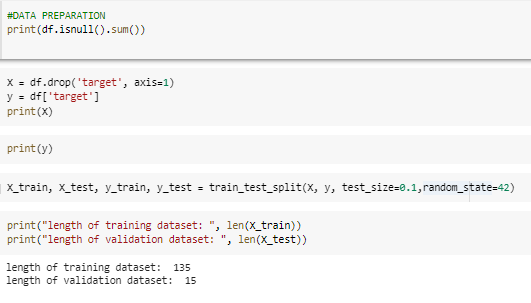 #DATA PREPARATION
print(df.isnull().sum())
X = df.drop('target', axis=1)
y = df['target']
print(X)
print(y)
X_train, X_test, y_train, y_test = train_test_split(X, y, test_size=0.1,random_state=42)
print("length of training dataset: ", len(X_train))
print("length of validation dataset: ", len(X_test))
length of training dataset:  135
length of validation dataset:  15